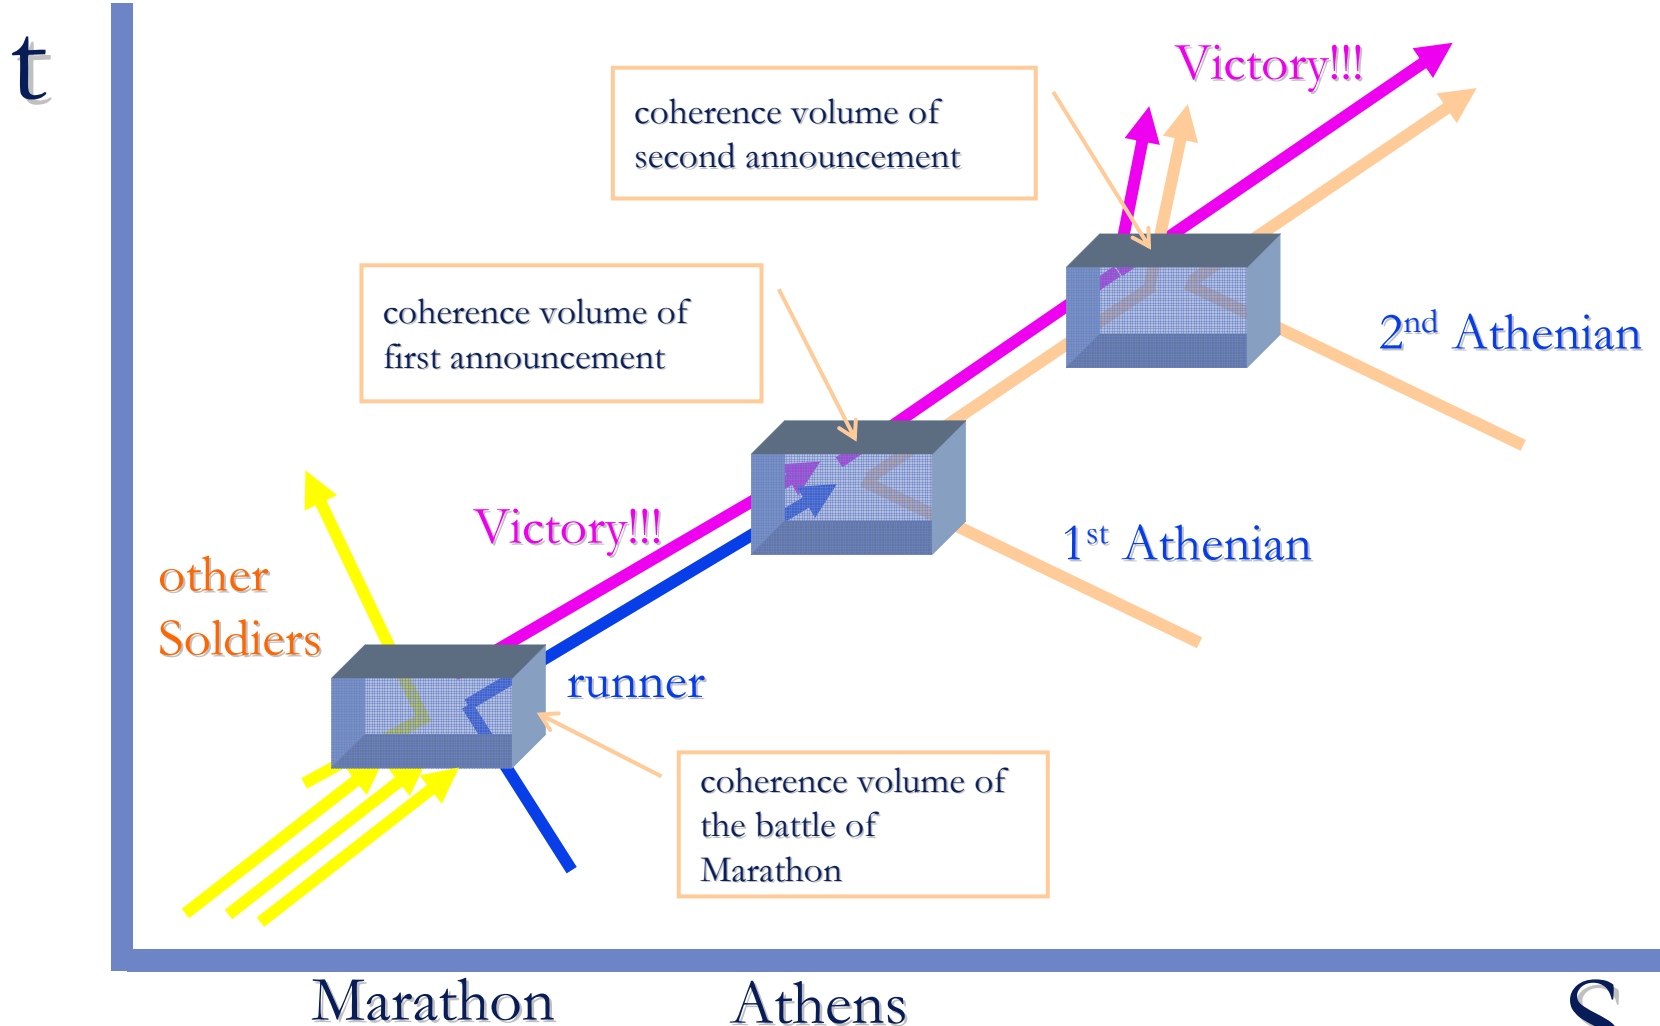 t
Victory!!!
coherence volume of
second announcement
coherence volume of
first announcement
2nd Athenian
Victory!!!
1st Athenian
other
Soldiers
runner
coherence volume of
the battle of
Marathon
Marathon
Athens
S